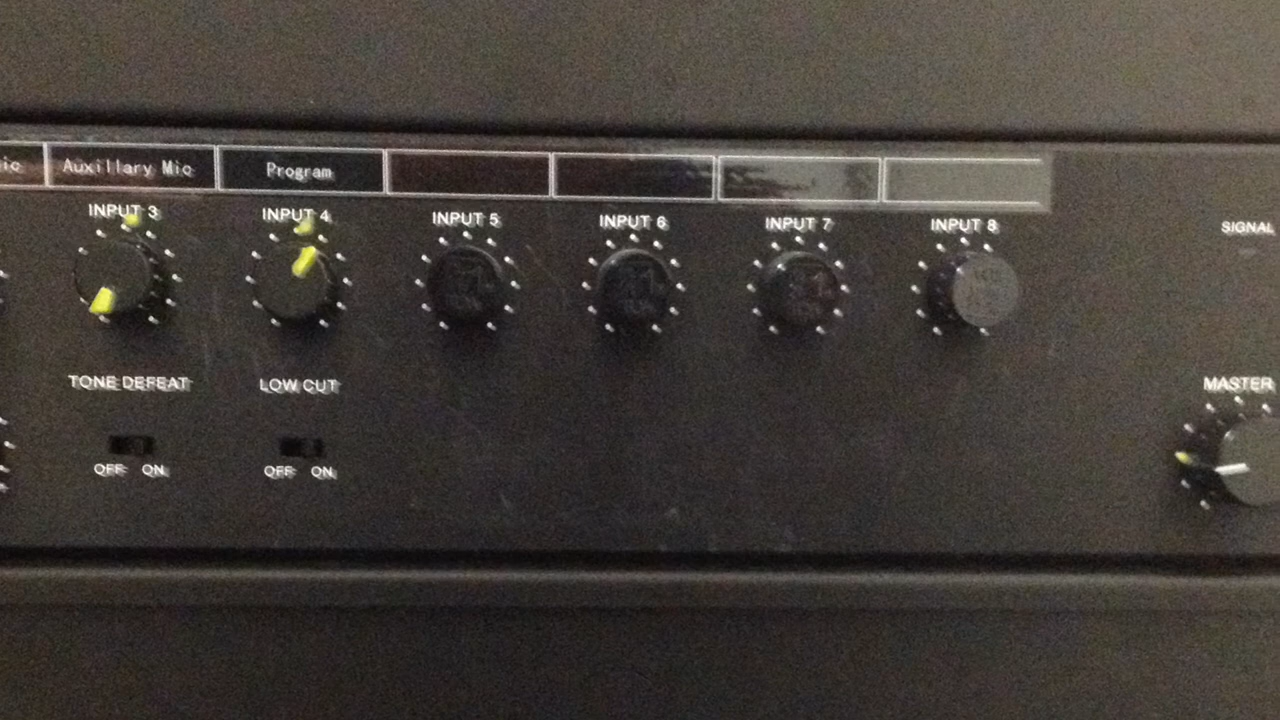 ic
Auxillary Mic
Program
INPUT 3
INPUT 4
INPUT 5
INPUT 6
INPUT 7
INPUT 8
SIGNAL
TONE DEFEAT
LOW CUT
MASTER
OFF ON
OFF ON